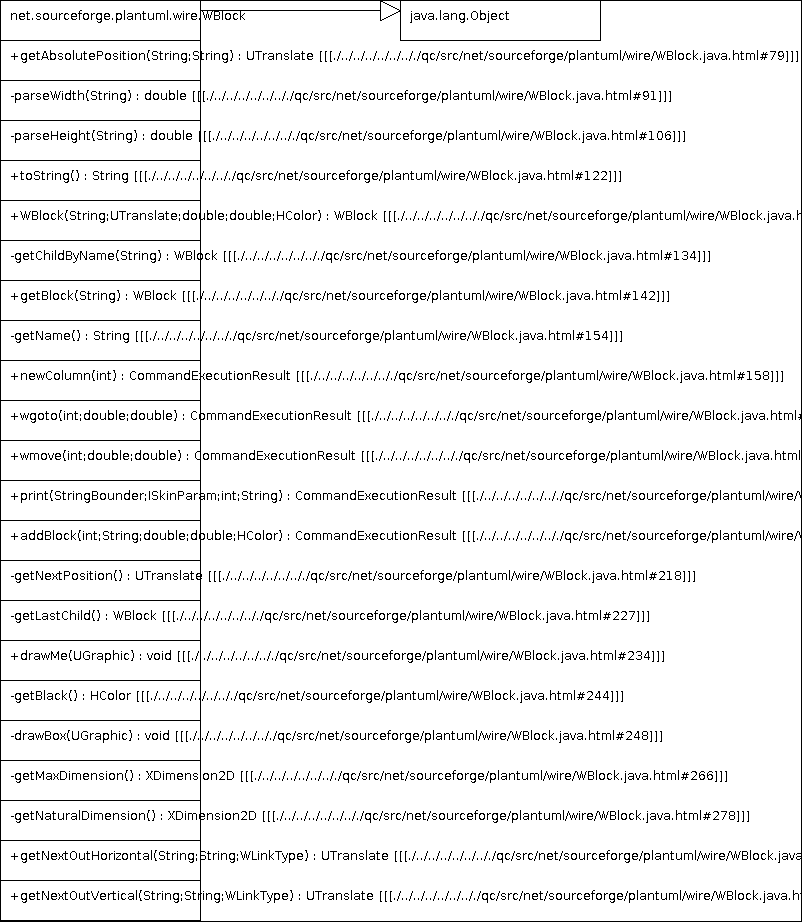 net.sourceforge.plantuml.wire.WBlock
java.lang.Object
+getAbsolutePosition(String;String) : UTranslate [[[./../../../../../../qc/src/net/sourceforge/plantuml/wire/WBlock.java.html#79]]]
-parseWidth(String) : double [[[./../../../../../../qc/src/net/sourceforge/plantuml/wire/WBlock.java.html#91]]]
-parseHeight(String) : double [[[./../../../../../../qc/src/net/sourceforge/plantuml/wire/WBlock.java.html#106]]]
+toString() : String [[[./../../../../../../qc/src/net/sourceforge/plantuml/wire/WBlock.java.html#122]]]
+WBlock(String;UTranslate;double;double;HColor) : WBlock [[[./../../../../../../qc/src/net/sourceforge/plantuml/wire/WBlock.java.h
-getChildByName(String) : WBlock [[[./../../../../../../qc/src/net/sourceforge/plantuml/wire/WBlock.java.html#134]]]
+getBlock(String) : WBlock [[[./../../../../../../qc/src/net/sourceforge/plantuml/wire/WBlock.java.html#142]]]
-getName() : String [[[./../../../../../../qc/src/net/sourceforge/plantuml/wire/WBlock.java.html#154]]]
+newColumn(int) : CommandExecutionResult [[[./../../../../../../qc/src/net/sourceforge/plantuml/wire/WBlock.java.html#158]]]
+wgoto(int;double;double) : CommandExecutionResult [[[./../../../../../../qc/src/net/sourceforge/plantuml/wire/WBlock.java.html#
+wmove(int;double;double) : CommandExecutionResult [[[./../../../../../../qc/src/net/sourceforge/plantuml/wire/WBlock.java.html
+print(StringBounder;ISkinParam;int;String) : CommandExecutionResult [[[./../../../../../../qc/src/net/sourceforge/plantuml/wire/
+addBlock(int;String;double;double;HColor) : CommandExecutionResult [[[./../../../../../../qc/src/net/sourceforge/plantuml/wire/
-getNextPosition() : UTranslate [[[./../../../../../../qc/src/net/sourceforge/plantuml/wire/WBlock.java.html#218]]]
-getLastChild() : WBlock [[[./../../../../../../qc/src/net/sourceforge/plantuml/wire/WBlock.java.html#227]]]
+drawMe(UGraphic) : void [[[./../../../../../../qc/src/net/sourceforge/plantuml/wire/WBlock.java.html#234]]]
-getBlack() : HColor [[[./../../../../../../qc/src/net/sourceforge/plantuml/wire/WBlock.java.html#244]]]
-drawBox(UGraphic) : void [[[./../../../../../../qc/src/net/sourceforge/plantuml/wire/WBlock.java.html#248]]]
-getMaxDimension() : XDimension2D [[[./../../../../../../qc/src/net/sourceforge/plantuml/wire/WBlock.java.html#266]]]
-getNaturalDimension() : XDimension2D [[[./../../../../../../qc/src/net/sourceforge/plantuml/wire/WBlock.java.html#278]]]
+getNextOutHorizontal(String;String;WLinkType) : UTranslate [[[./../../../../../../qc/src/net/sourceforge/plantuml/wire/WBlock.java
+getNextOutVertical(String;String;WLinkType) : UTranslate [[[./../../../../../../qc/src/net/sourceforge/plantuml/wire/WBlock.java.h